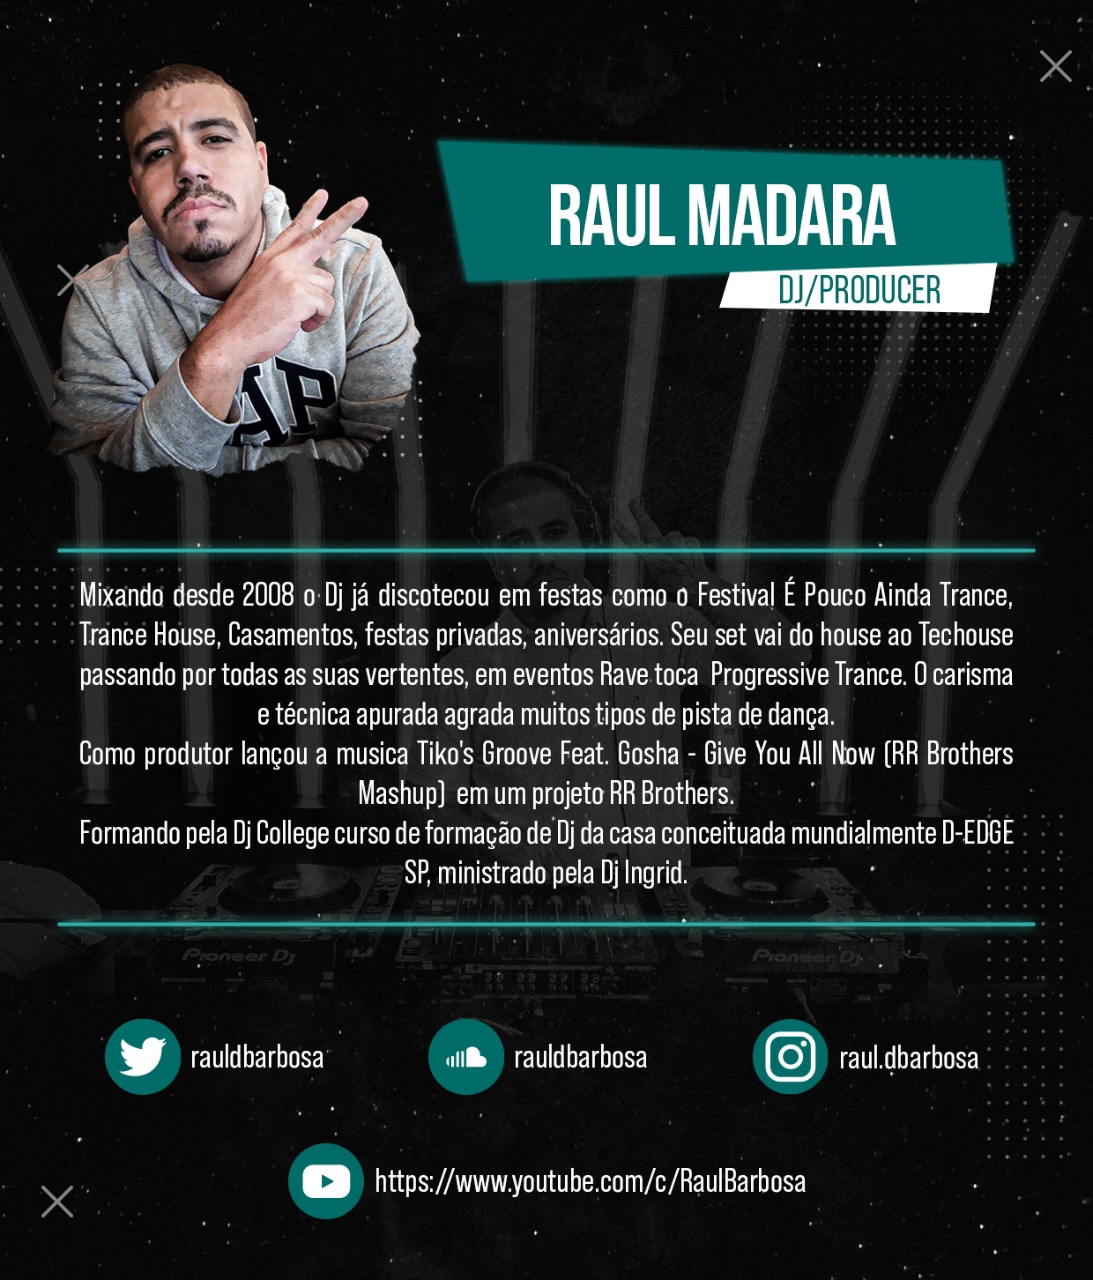 RAUL MADARA
DJ/PRODUCER
Mixando desde 2008 o Dj já discotecou em festas como o Festival É Pouco Ainda Trance,
Trance House, Casamentos, festas privadas, aniversários. Seu set vai do house ao Techouse
passando por todas as suas vertentes, em eventos Rave toca Progressive Trance. O carisma
e técnica apurada agrada muitos tipos de pista de dança.
Como produtor lançou a musica Tiko's Groove Feat. Gosha - Give You All Now (RR Brothers
Mashup) em um projeto RR Brothers.
Formando pela Dj College curso de formação de Dj da casa conceituada mundialmente D-EDGE
SP, ministrado pela Dj Ingrid.
Pioneer Dj
Pioneer Dj
rauldbarbosa
rauldbarbosa
raul.dbarbosa
https://www.youtube.com/c/RaulBarbosa